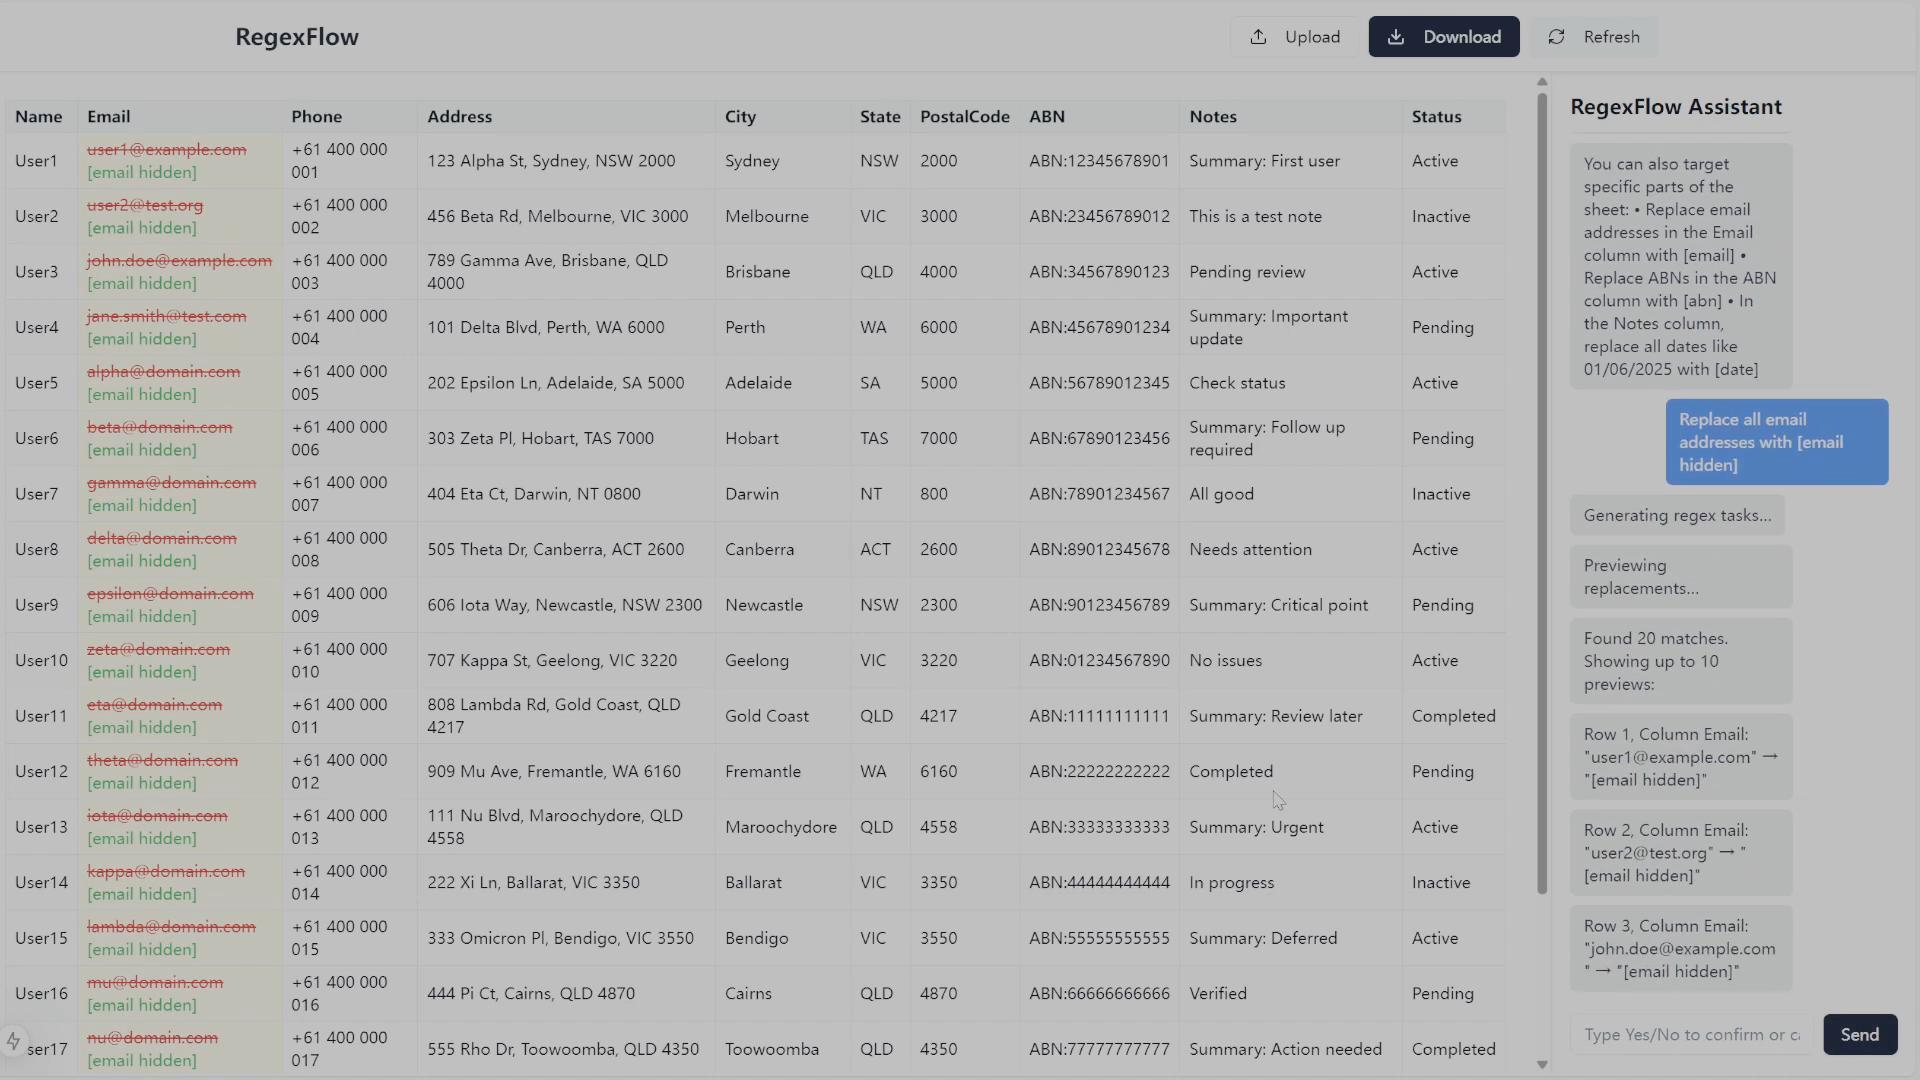 RegexFlow
Upload
Download
Refresh
Name Email Phone Address City State PostalCode ABN Notes Status
User1 user1@example.com [email hidden] +61 400 000 001 123 Alpha St, Sydney, NSW 2000 Sydney NSW 2000 ABN:12345678901 Summary: First user Active
User2 user2@test.org [email hidden] +61 400 000 002 456 Beta Rd, Melbourne, VIC 3000 Melbourne VIC 3000 ABN:23456789012 This is a test note Inactive
User3 john.doe@example.com [email hidden] +61 400 000 003 789 Gamma Ave, Brisbane, QLD 4000 Brisbane QLD 4000 ABN:34567890123 Pending review Active
User4 jane.smith@test.com [email hidden] +61 400 000 004 101 Delta Blvd, Perth, WA 6000 Perth WA 6000 ABN:45678901234 Summary: Important update Pending
User5 alpha@domain.com [email hidden] +61 400 000 005 202 Epsilon Ln, Adelaide, SA 5000 Adelaide SA 5000 ABN:56789012345 Check status Active
User6 beta@domain.com [email hidden] +61 400 000 006 303 Zeta Pl, Hobart, TAS 7000 Hobart TAS 7000 ABN:67890123456 Summary: Follow up required Pending
User7 gamma@domain.com [email hidden] +61 400 000 007 404 Eta Ct, Darwin, NT 0800 Darwin NT 800 ABN:78901234567 All good Inactive
User8 delta@domain.com [email hidden] +61 400 000 008 505 Theta Dr, Canberra, ACT 2600 Canberra ACT 2600 ABN:89012345678 Needs attention Active
User9 epsilon@domain.com [email hidden] +61 400 000 009 606 Iota Way, Newcastle, NSW 2300 Newcastle NSW 2300 ABN:90123456789 Summary: Critical point Pending
User10 zeta@domain.com [email hidden] +61 400 000 010 707 Kappa St, Geelong, VIC 3220 Geelong VIC 3220 ABN:01234567890 No issues Active
User11 eta@domain.com [email hidden] +61 400 000 011 808 Lambda Rd, Gold Coast, QLD 4217 Gold Coast QLD 4217 ABN:11111111111 Summary: Review later Completed
User12 theta@domain.com [email hidden] +61 400 000 012 909 Mu Ave, Fremantle, WA 6160 Fremantle WA 6160 ABN:22222222222 Completed Pending
User13 iota@domain.com [email hidden] +61 400 000 013 111 Nu Blvd, Maroochydore, QLD 4558 Maroochydore QLD 4558 ABN:33333333333 Summary: Urgent Active
User14 kappa@domain.com [email hidden] +61 400 000 014 222 Xi Ln, Ballarat, VIC 3350 Ballarat VIC 3350 ABN:44444444444 In progress Inactive
User15 lambda@domain.com [email hidden] +61 400 000 015 333 Omicron Pl, Bendigo, VIC 3550 Bendigo VIC 3550 ABN:55555555555 Summary: Deferred Active
User16 mu@domain.com [email hidden] +61 400 000 016 444 Pi Ct, Cairns, QLD 4870 Cairns QLD 4870 ABN:66666666666 Verified Pending
ser17 nu@domain.com [email hidden] +61 400 000 017 555 Rho Dr, Toowoomba, QLD 4350 Toowoomba QLD 4350 ABN:77777777777 Summary: Action needed Completed
RegexFlow Assistant
You can also target
specific parts of the
sheet: • Replace email
addresses in the Email
column with [email] •
Replace ABNs in the ABN
column with [abn] • In
the Notes column,
replace all dates like
01/06/2025 with [date]
Replace all email
addresses with [email
hidden]
Generating regex tasks...
Previewing
replacements...
Found 20 matches.
Showing up to 10
previews:
Row 1, Column Email:
"user1@example.com" →
"[email hidden]"
Row 2, Column Email:
"user2@test.org" → "
[email hidden]"
Row 3, Column Email:
"john.doe@example.com
" → "[email hidden]"
Type Yes/No to confirm or ca
Send